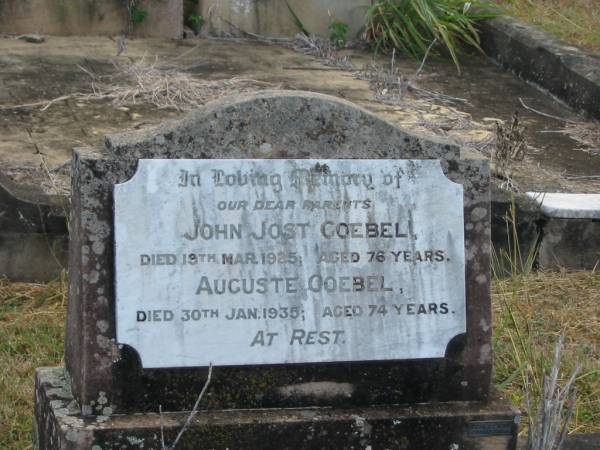 In Loving Memory of
OUR DEAR PARENTS
JOHN JOST GOEBEL,
DIED 19TH MAR. 1925; AGED 76 YEARS.
AUGUSTE GOEBEL,
DIED 30TH JAN. 1935; AGED 74 YEARS.
AT REST.